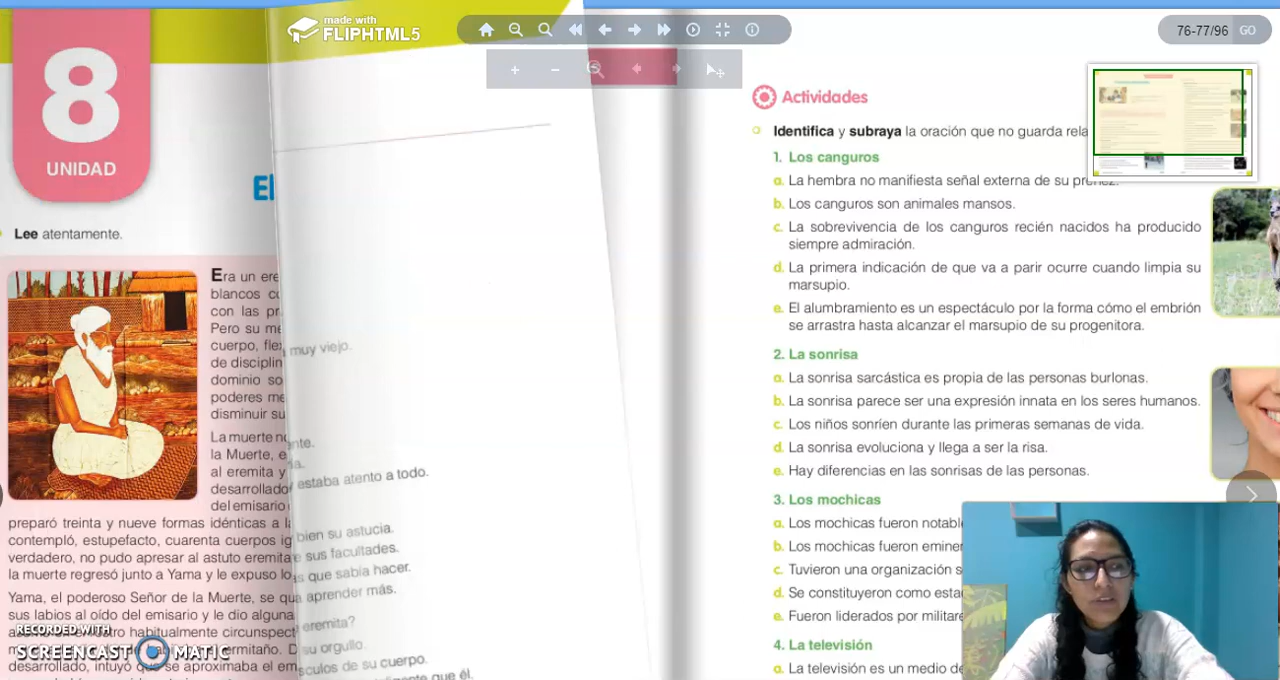 made with
FLIPHTML5
76-77/96 GO
8
UNIDAD
El
Lee atentamente.
Era un ere
blancos
con las pr
Pero su me
cuerpo, fle
de disciplin
dominio so
poderes me
disminuir su
La muerte
la Muerte, e
al eremita y
desarrollado
del emisario
preparó treinta y nueve formas idénticas a
contempló, estupefacto, cuarenta cuerpos ig
verdadero, no pudo apresar al astuto eremita
la muerte regresó junto a Yama y le expuso lo
Yama, el poderoso Señor de la Muerte, se
sus labios al oído del emisario y le dio alguna
habitualmente circunspect
desarrollado, intuyó que se aproximaba el em
muy viejo.
nte.
estaba atento a todo.
bien su astucia.
sus facultades.
que sabía hacer.
aprender más.
eremita?
su orgullo.
sculos de su cuerpo.
que él.
Actividades
Identifica y subraya la oración que no guarda rela
1. Los canguros
a. La hembra no manifiesta señal externa de su preñez.
b. Los canguros son animales mansos.
c. La sobrevivencia de los canguros recién nacidos ha producido
siempre admiración.
d. La primera indicación de que va a parir ocurre cuando limpia su
marsupio.
e. El alumbramiento es un espectáculo por la forma cómo el embrión
se arrastra hasta alcanzar el marsupio de su progenitora.
2. La sonrisa
a. La sonrisa sarcástica es propia de las personas burlonas.
b. La sonrisa parece ser una expresión innata en los seres humanos.
c. Los niños sonríen durante las primeras semanas de vida.
d. La sonrisa evoluciona y llega a ser la risa.
e. Hay diferencias en las sonrisas de las personas.
3. Los mochicas
a. Los mochicas fueron notabl
b. Los mochicas fueron eminer
c. Tuvieron una organización s
d. Se constituyeron como esta
e. Fueron liderados por militare
4. La televisión
a. La televisión es un medio de
RECORDED WITH
SCREENCAST MATIC